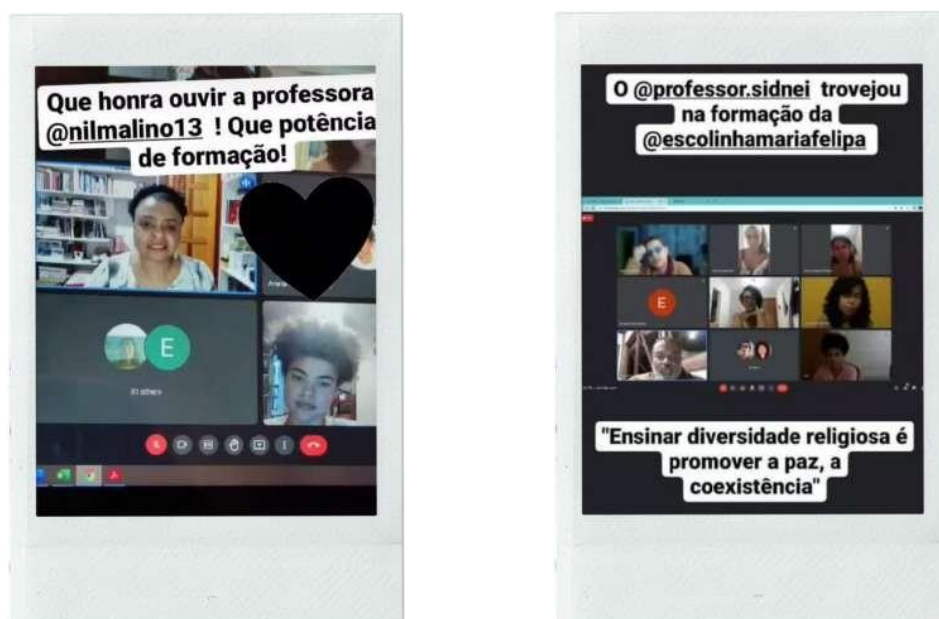 Que honra ouvir a professora
@nilmalino13 ! Que potência
de formação!
E
O @professor.sidnei trovejou
na formação da
@escolinhamariafelipa
E
"Ensinar diversidade religiosa é
promover a paz, a
coexistência"